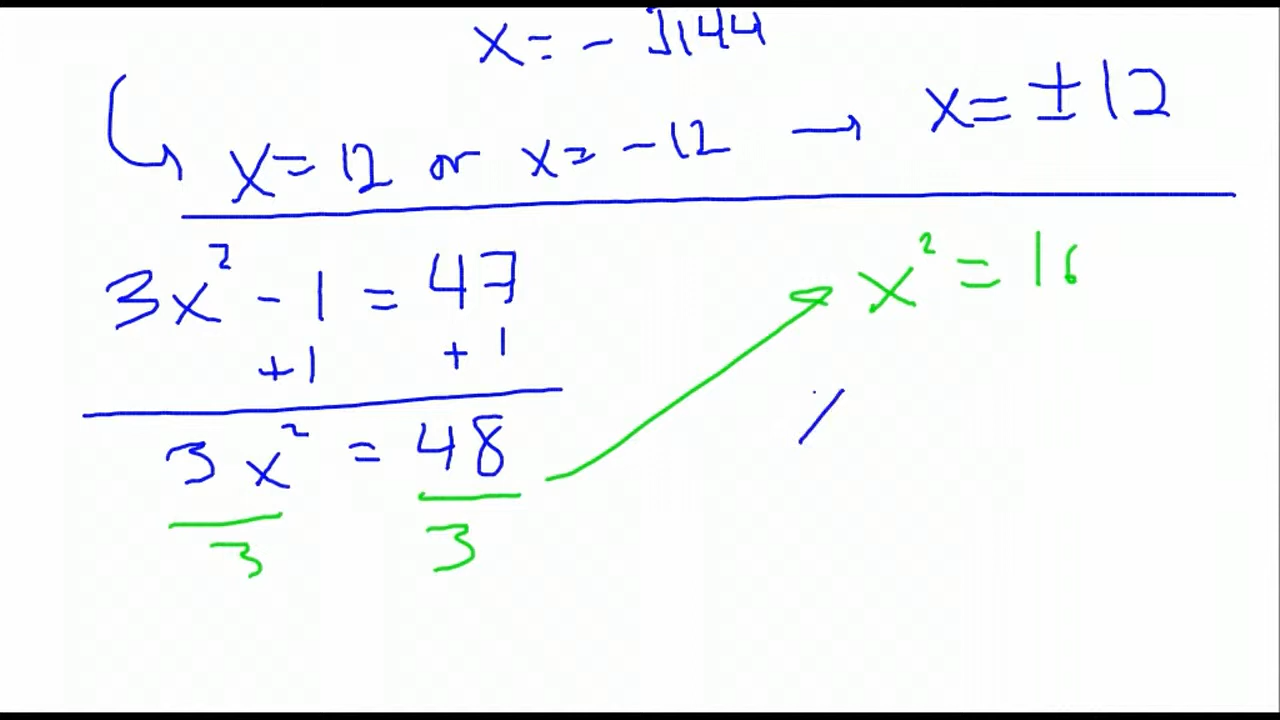 x = - √144
x = 12 or x = -12 → x = ±12
3x² - 1 = 47
+1 +1
3x² = 48
3 3
x² = 16